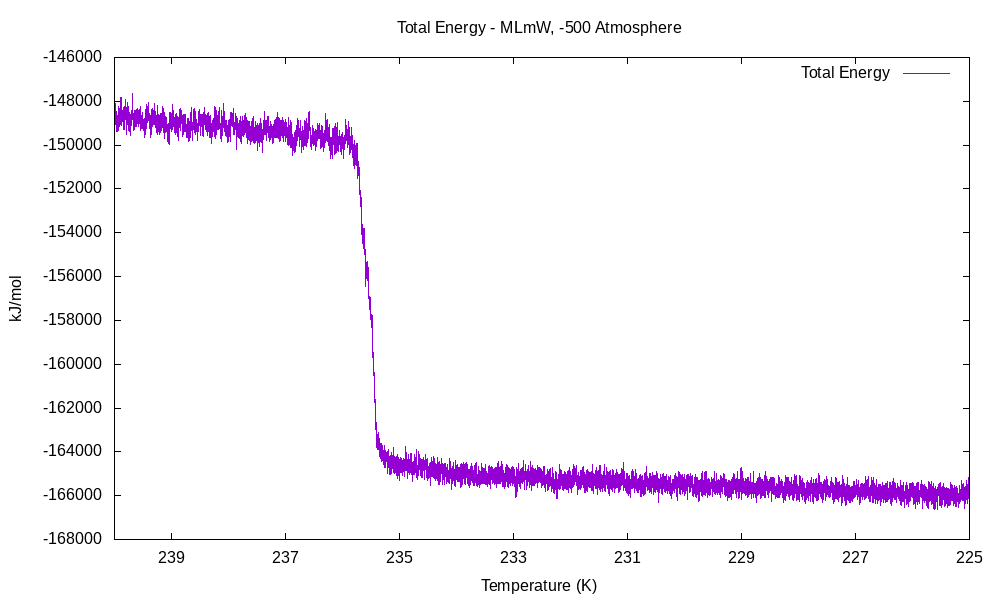 Total Energy - MLmW, -500 Atmosphere
Total Energy
-146000
-148000
-150000
-152000
-154000
-156000
-158000
-160000
-162000
-164000
-166000
-168000
kJ/mol
239 237 235 233 231 229 227 225
Temperature (K)